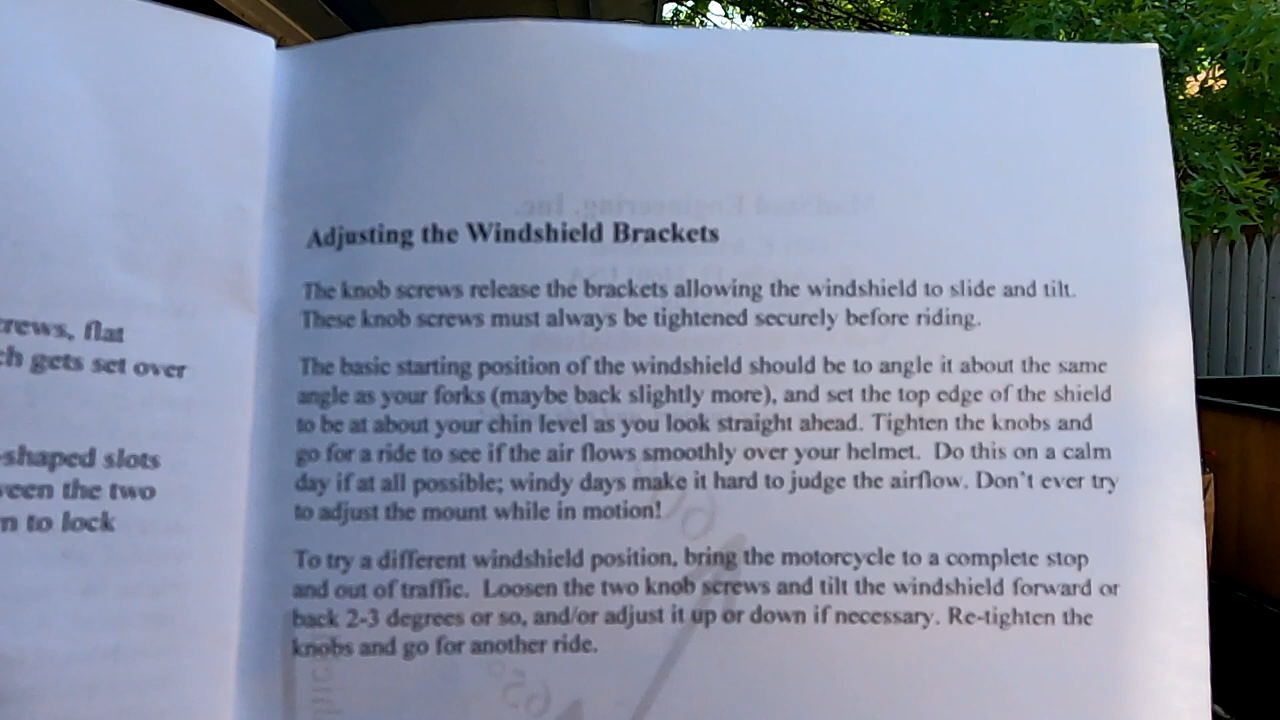 rews, flat
ch gets set over
-shaped slots
veen the two
n to lock
Adjusting the Windshield Brackets
The knob screws release the brackets allowing the windshield to slide and tilt.
These knob screws must always be tightened securely before riding.
The basic starting position of the windshield should be to angle it about the same
angle as your forks (maybe back slightly more), and set the top edge of the shield
to be at about your chin level as you look straight ahead. Tighten the knobs and
go for a ride to see if the air flows smoothly over your helmet. Do this on a calm
day if at all possible; windy days make it hard to judge the airflow. Don't ever try
to adjust the mount while in motion!
To try a different windshield position, bring the motorcycle to a complete stop
and out of traffic. Loosen the two knob screws and tilt the windshield forward or
back 2-3 degrees or so, and/or adjust it up or down if necessary. Re-tighten the
knobs and go for another ride.